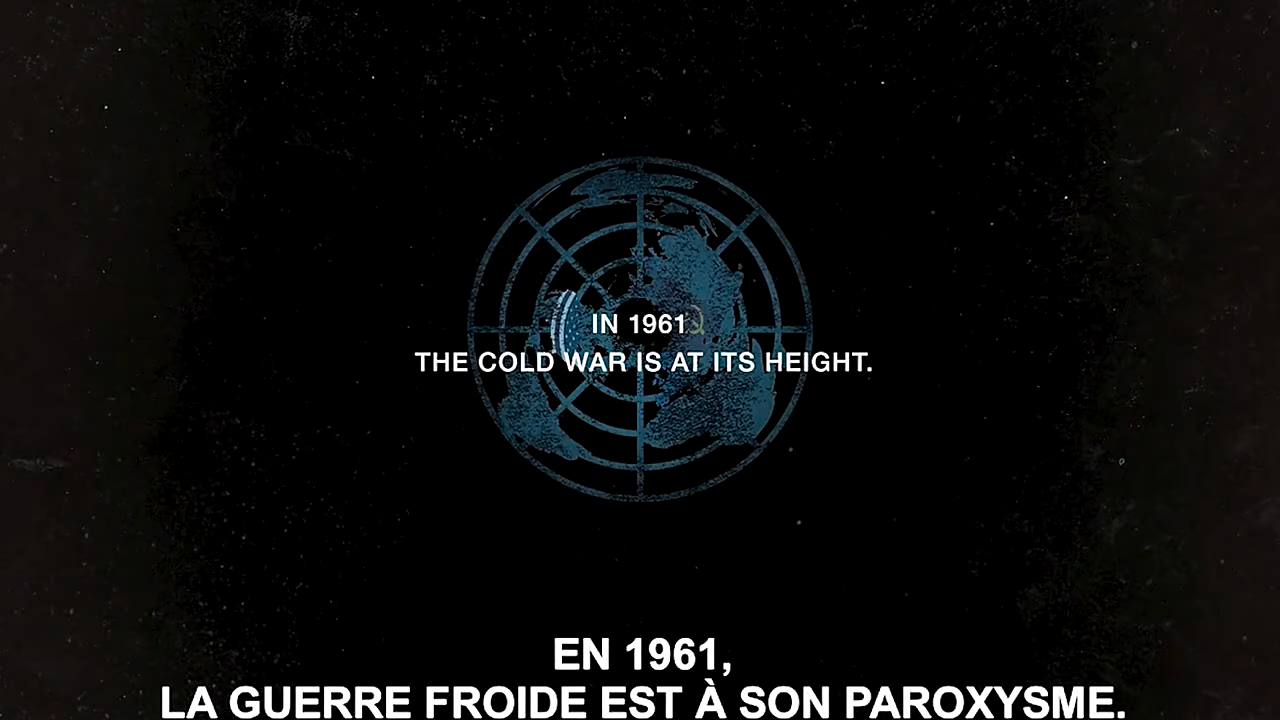 IN 1961
THE COLD WAR IS AT ITS HEIGHT.
EN 1961,
LA GUERRE FROIDE EST À SON PAROXYSME.